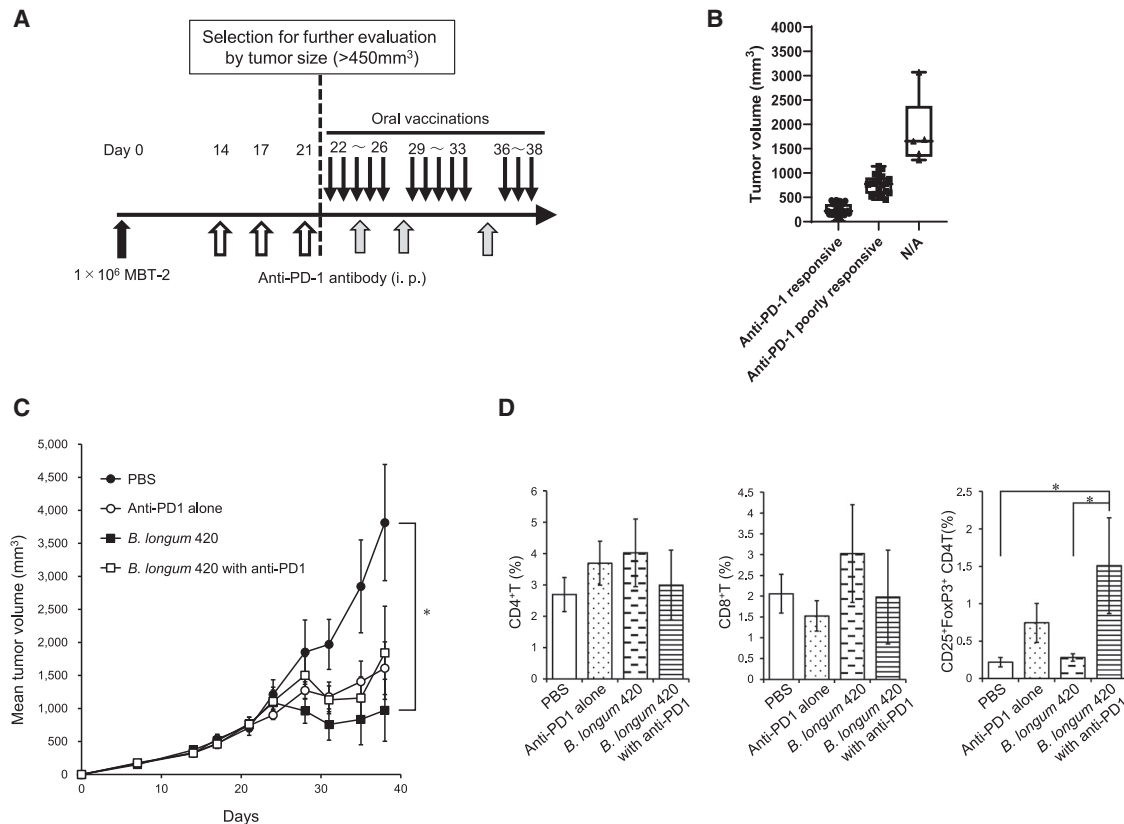 A
Selection for further evaluation
by tumor size (>450mm³)
Oral vaccinations
Day 0
14
17
21
22 ～ 26
29 ～ 33
36～38
1 × 10⁶ MBT-2
Anti-PD-1 antibody (i. p.)
B
Tumor volume (mm³)
4000
3500
3000
2500
2000
1500
1000
500
0
Anti-PD-1 responsive
Anti-PD-1 poorly responsive
N/A
C
Mean tumor volume (mm³)
5,000
4,500
4,000
3,500
3,000
2,500
2,000
1,500
1,000
500
0
PBS
Anti-PD1 alone
B. longum 420
B. longum 420 with anti-PD1
*
0
10
20
30
40
Days
D
CD4⁺T (%)
6
5
4
3
2
1
0
PBS
Anti-PD1 alone
B. longum 420
B. longum 420
with anti-PD1
CD8⁺T (%)
4.5
4
3.5
3
2.5
2
1.5
1
0.5
0
PBS
Anti-PD1 alone
B. longum 420
B. longum 420
with anti-PD1
CD25⁺FoxP3⁺ CD4T(%)
2.5
2
1.5
1
0.5
0
*
*
PBS
Anti-PD1 alone
B. longum 420
B. longum 420
with anti-PD1